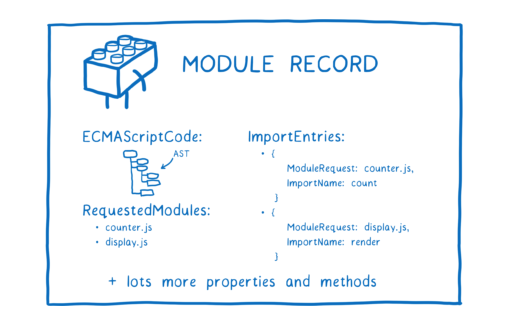 MODULE RECORD
ECMAScriptCode:
AST
RequestedModules:
• counter.js
• display.js
ImportEntries:
• {
ModuleRequest: counter.js,
ImportName: count
}
• {
ModuleRequest: display.js,
ImportName: render
}
+ lots more properties and methods